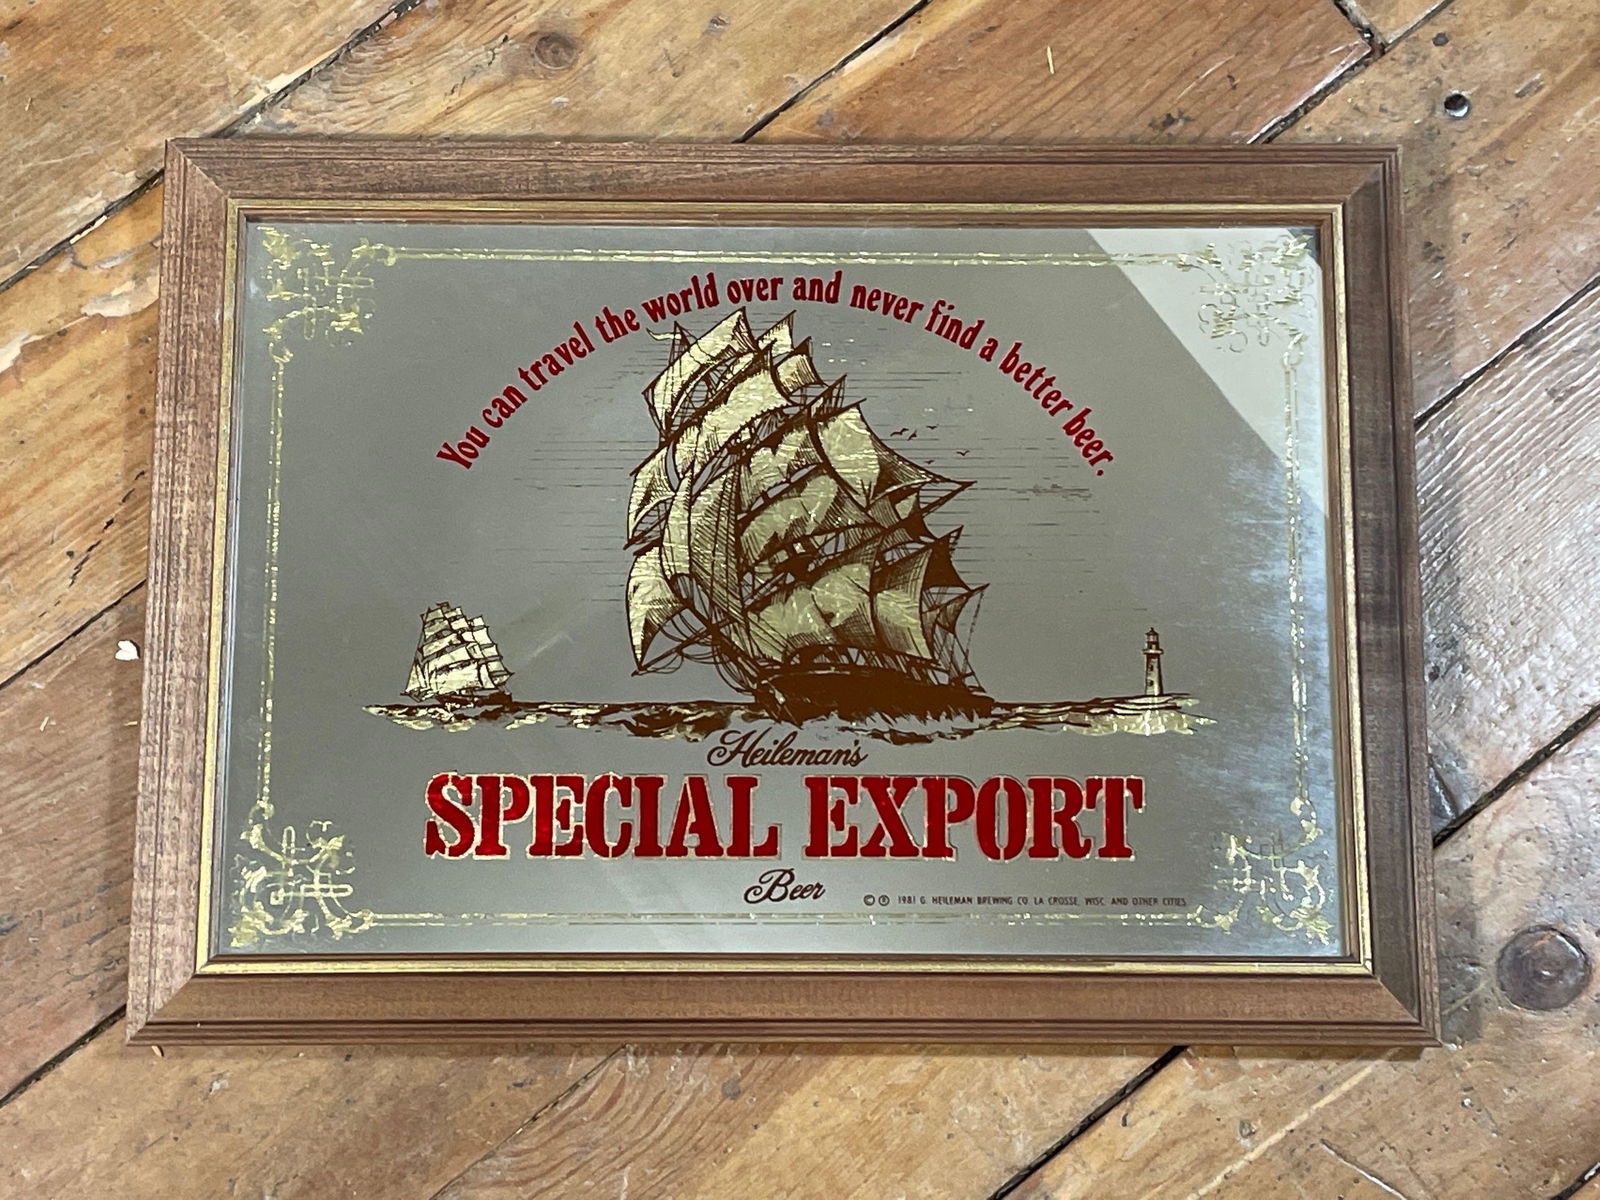 You can travel the world over and never find a better beer.
Heileman's
SPECIAL EXPORT
Beer
© ® 1981 G. HEILEMAN BREWING CO. LA CROSSE, WISC. AND OTHER CITIES